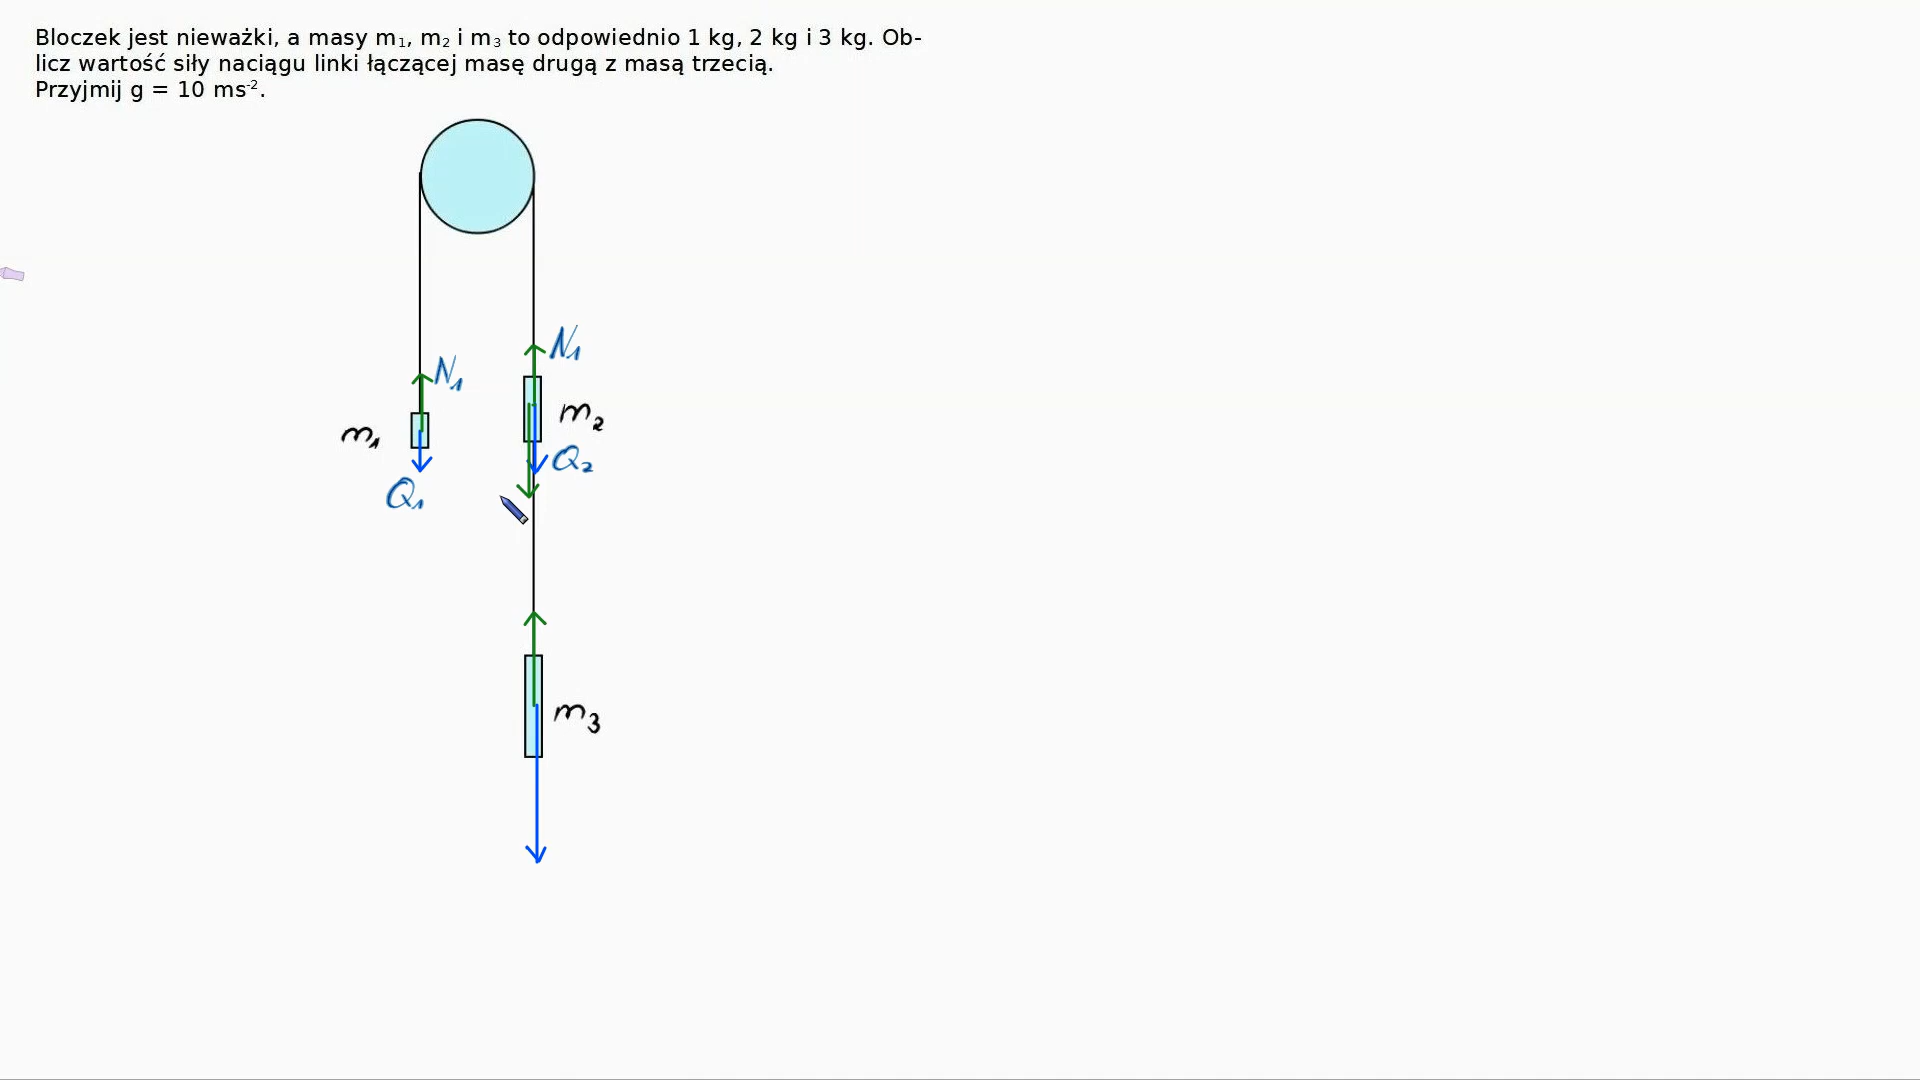 Bloczek jest nieważki, a masy m₁, m₂ i m₃ to odpowiednio 1 kg, 2 kg i 3 kg. Ob-
licz wartość siły naciągu linki łączącej masę drugą z masą trzecią.
Przyjmij g = 10 ms⁻².
N₁
N₁
m₂
m₁
Q₂
Q₁
m₃